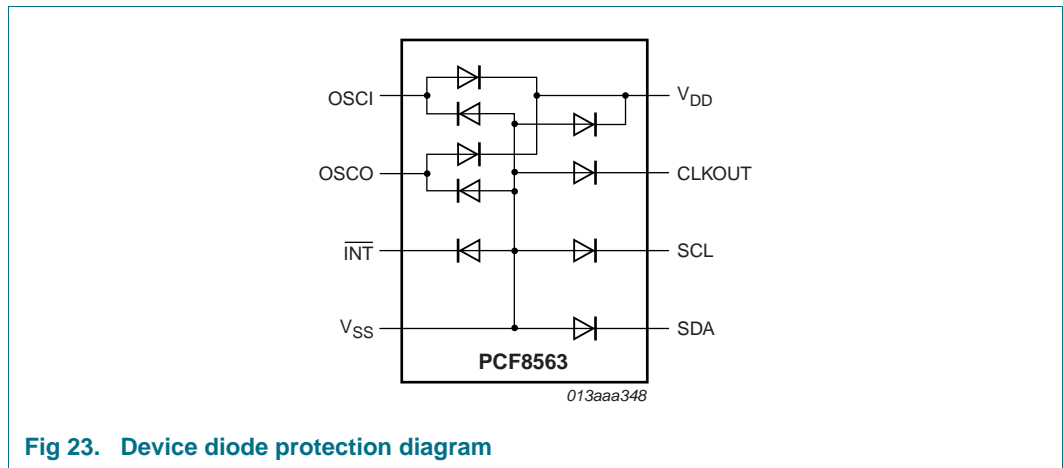 OSCI
V_DD
OSCO
CLKOUT
INT
SCL
V_SS
SDA
PCF8563
013aaa348
Fig 23. Device diode protection diagram